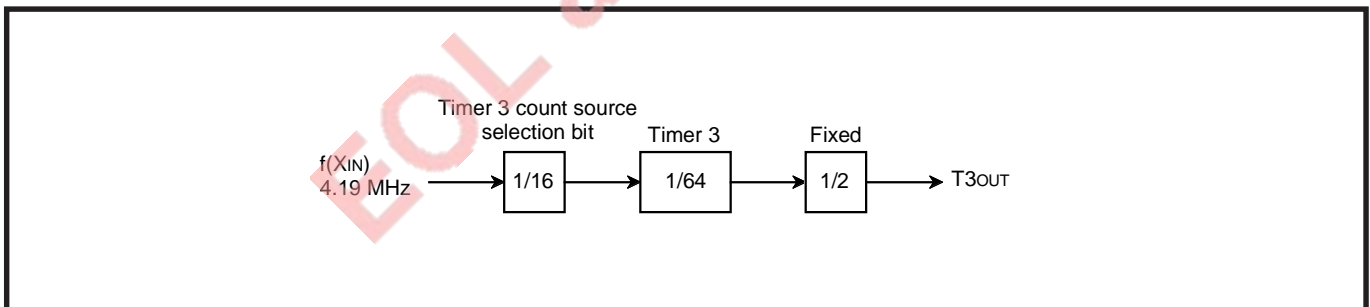 EOL
Timer 3 count source
selection bit
Timer 3
Fixed
f(XIN)
4.19 MHz
1/16
1/64
1/2
T3OUT